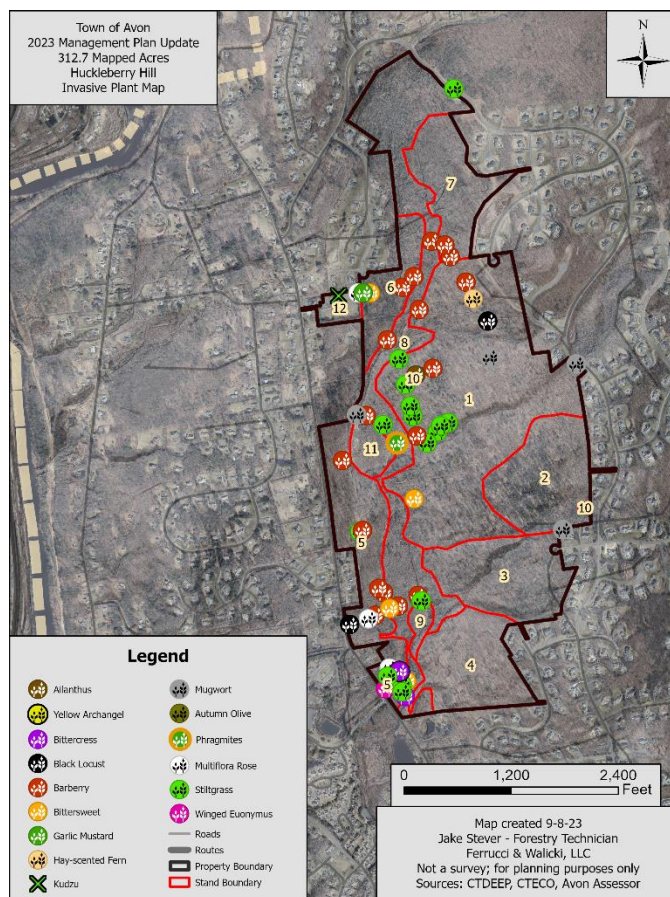 Town of Avon
2023 Management Plan Update
312.7 Mapped Acres
Huckleberry Hill
Invasive Plant Map
N
7
6
12
8
10
1
11
2
10
5
3
9
4
5
Legend
Ailanthus
Yellow Archangel
Bittercress
Black Locust
Barberry
Bittersweet
Garlic Mustard
Hay-scented Fern
Kudzu
Mugwort
Autumn Olive
Phragmites
Multiflora Rose
Stiltgrass
Winged Euonymus
Roads
Routes
Property Boundary
Stand Boundary
0 1,200 2,400
Feet
Map created 9-8-23
Jake Stever - Forestry Technician
Ferrucci & Walicki, LLC
Not a survey; for planning purposes only
Sources: CTDEEP, CTECO, Avon Assessor